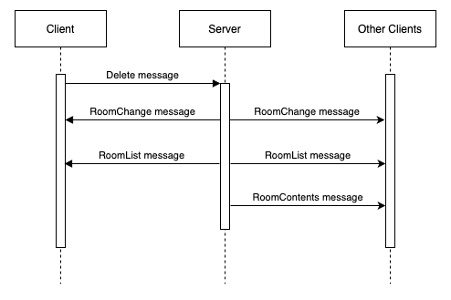 Client
Server
Other Clients
Delete message
RoomChange message
RoomChange message
RoomList message
RoomList message
RoomContents message